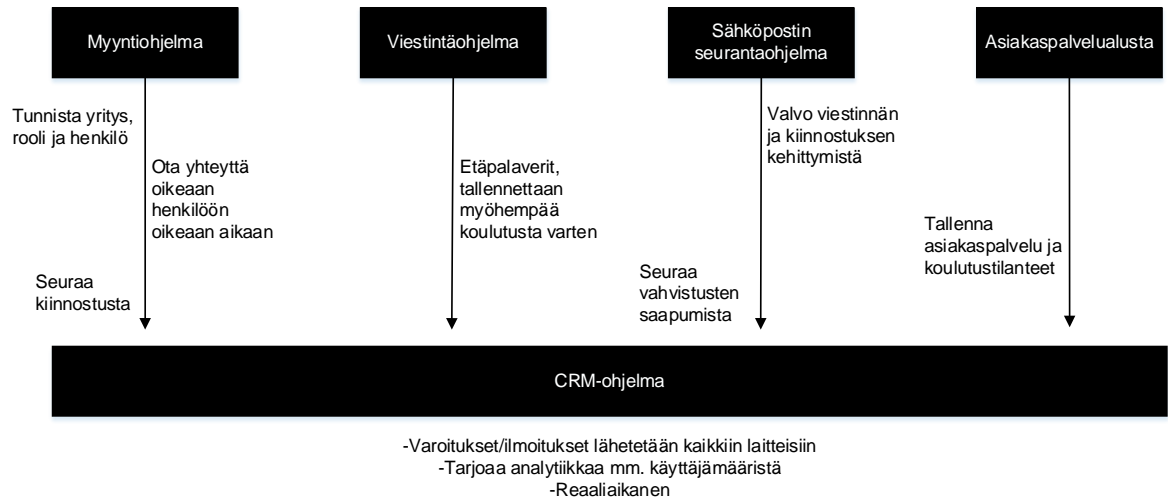 Myyntiohjelma
Viestintäohjelma
Sähköpostin
seurantaohjelma
Asiakaspalvelualusta
Tunnista yritys,
rooli ja henkilö
Ota yhteyttä
oikeaan
henkilöön
oikeaan aikaan
Seuraa
kiinnostusta
Etäpalaverit,
tallennetaan
myöhempää
koulutusta varten
Valvo viestinnän
ja kiinnostuksen
kehittymistä
Seuraa
vahvistusten
saapumista
Tallenna
asiakaspalvelu ja
koulutustilanteet
CRM-ohjelma
-Varoitukset/ilmoitukset lähetetään kaikkiin laitteisiin
-Tarjoaa analytiikkaa mm. käyttäjämääristä
-Reaaliaikanen